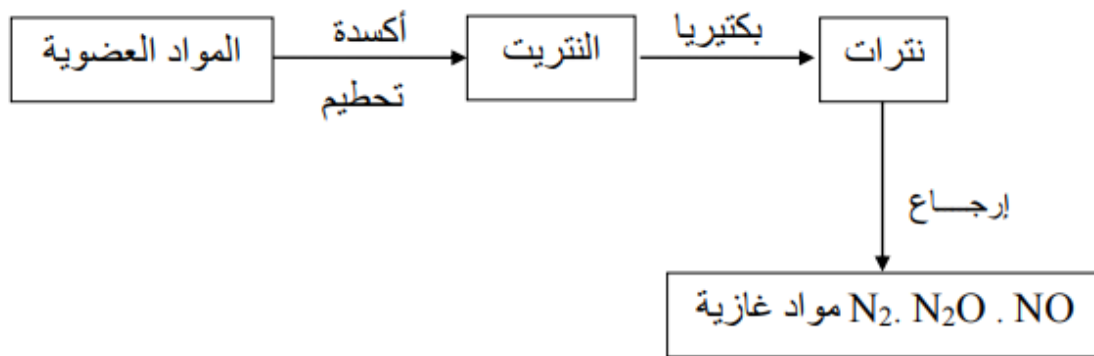 المواد العضوية
أكسدة
تحطيم
النتريت
بكتيريا
نترات
إرجـــاع
N₂. N₂O . NO مواد غازية